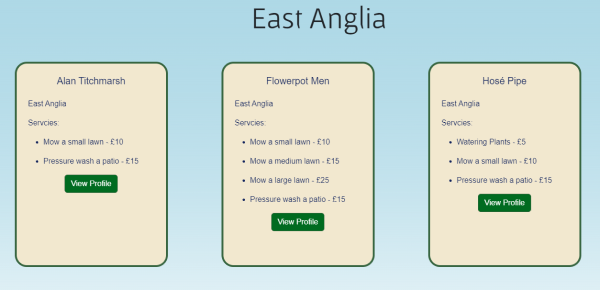 East Anglia
Alan Titchmarsh
East Anglia
Servcies:
Mow a small lawn - £10
Pressure wash a patio - £15
View Profile
Flowerpot Men
East Anglia
Servcies:
Mow a small lawn - £10
Mow a medium lawn - £15
Mow a large lawn - £25
Pressure wash a patio - £15
View Profile
Hosé Pipe
East Anglia
Servcies:
Watering Plants - £5
Mow a small lawn - £10
Pressure wash a patio - £15
View Profile